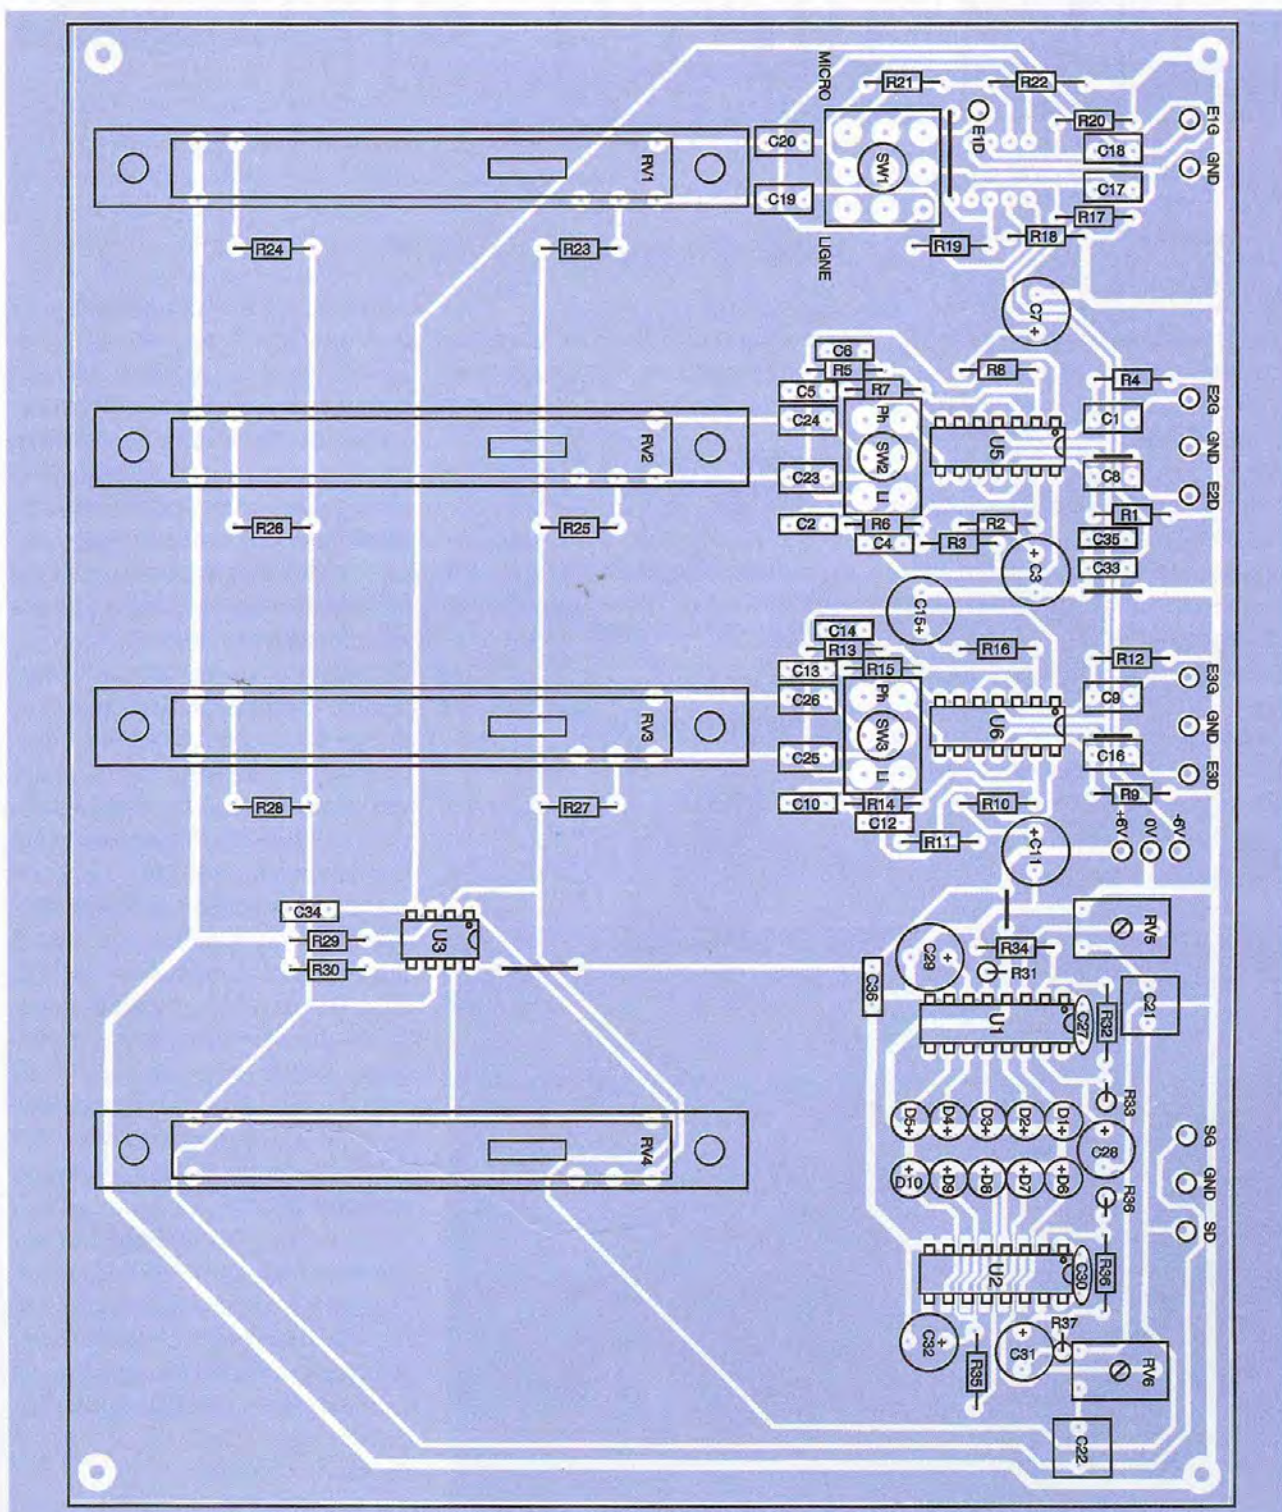 MICRO
R21
R22
E1G
R20
E1D
C20
C18
RV1
SW1
GND
C19
C17
R17
R24
R23
R19
R18
LIGNE
C7
+
C6
R5
R8
R4
E2G
C5
R7
C24
Ph
C1
RV2
SW2
U5
GND
C23
LI
C8
E2D
R26
R25
C2
R6
R2
R1
C4
R3
C35
+
C3
C33
C15+
C14
R13
R16
R12
E3G
C13
R15
C26
Ph
C9
RV3
SW3
U6
GND
C25
LI
C16
E3D
R28
R27
C10
R14
R10
R9
C12
+6V
0V
-6V
R11
+C11
C34
U3
R29
R34
RV5
C29
+
R30
R31
C36
U1
C27
R32
C21
R33
D5+
D4+
D3+
D2+
D1+
+
SG
RV4
C28
+
+
+
+
+
D10
D9
D8
D7
D6
R36
GND
SD
U2
C30
R36
R37
C32
+
+
C31
R35
RV6
C22